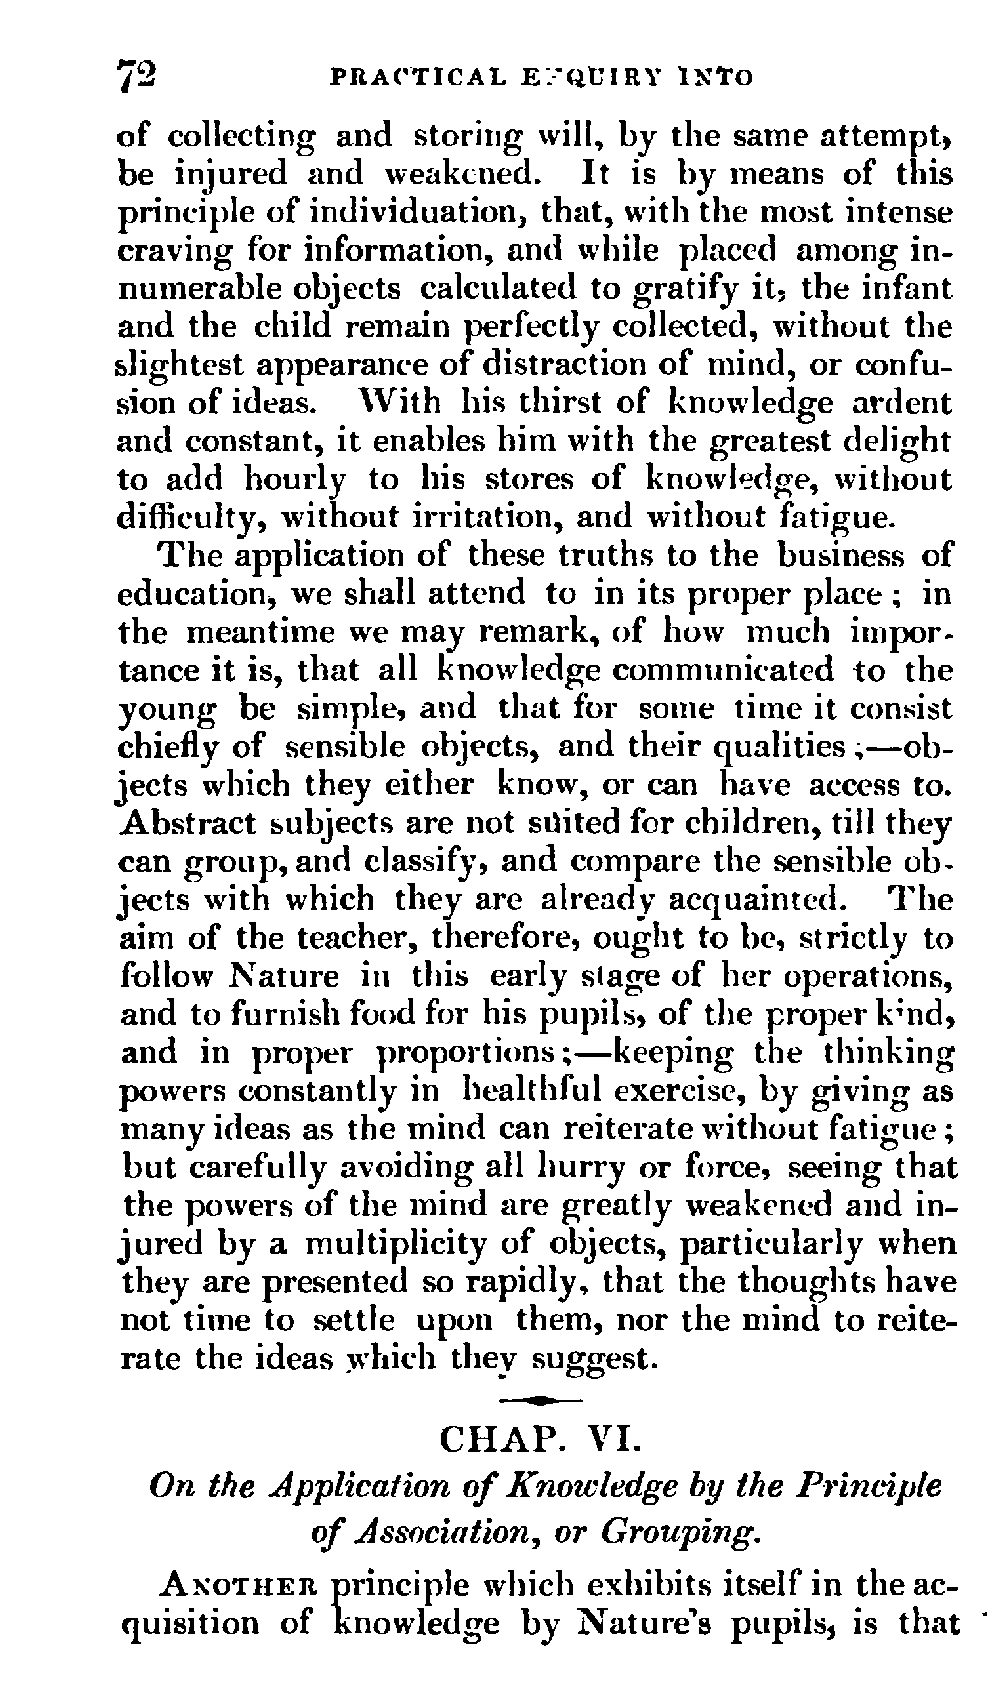 72 PRACTICAL ENQUIRY INTO
of collecting and storing will, by the same attempt,
be injured and weakened. It is by means of this
principle of individuation, that, with the most intense
craving for information, and while placed among in-
numerable objects calculated to gratify it, the infant
and the child remain perfectly collected, without the
slightest appearance of distraction of mind, or confu-
sion of ideas. With his thirst of knowledge ardent
and constant, it enables him with the greatest delight
to add hourly to his stores of knowledge, without
difficulty, without irritation, and without fatigue.
The application of these truths to the business of
education, we shall attend to in its proper place ; in
the meantime we may remark, of how much impor-
tance it is, that all knowledge communicated to the
young be simple, and that for some time it consist
chiefly of sensible objects, and their qualities ;—ob-
jects which they either know, or can have access to.
Abstract subjects are not suited for children, till they
can group, and classify, and compare the sensible ob-
jects with which they are already acquainted. The
aim of the teacher, therefore, ought to be, strictly to
follow Nature in this early stage of her operations,
and to furnish food for his pupils, of the proper kind,
and in proper proportions ;—keeping the thinking
powers constantly in healthful exercise, by giving as
many ideas as the mind can reiterate without fatigue ;
but carefully avoiding all hurry or force, seeing that
the powers of the mind are greatly weakened and in-
jured by a multiplicity of objects, particularly when
they are presented so rapidly, that the thoughts have
not time to settle upon them, nor the mind to reite-
rate the ideas which they suggest.
CHAP. VI.
On the Application of Knowledge by the Principle
of Association, or Grouping.
ANOTHER principle which exhibits itself in the ac-
quisition of knowledge by Nature's pupils, is that